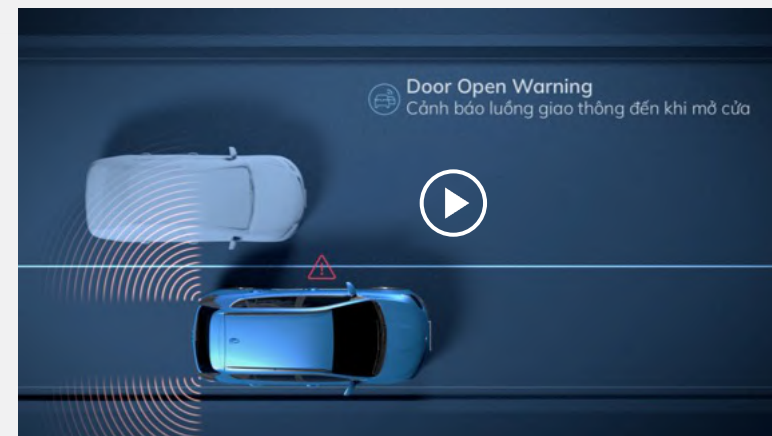 Door Open Warning
Cảnh báo luồng giao thông đến khi mở cửa